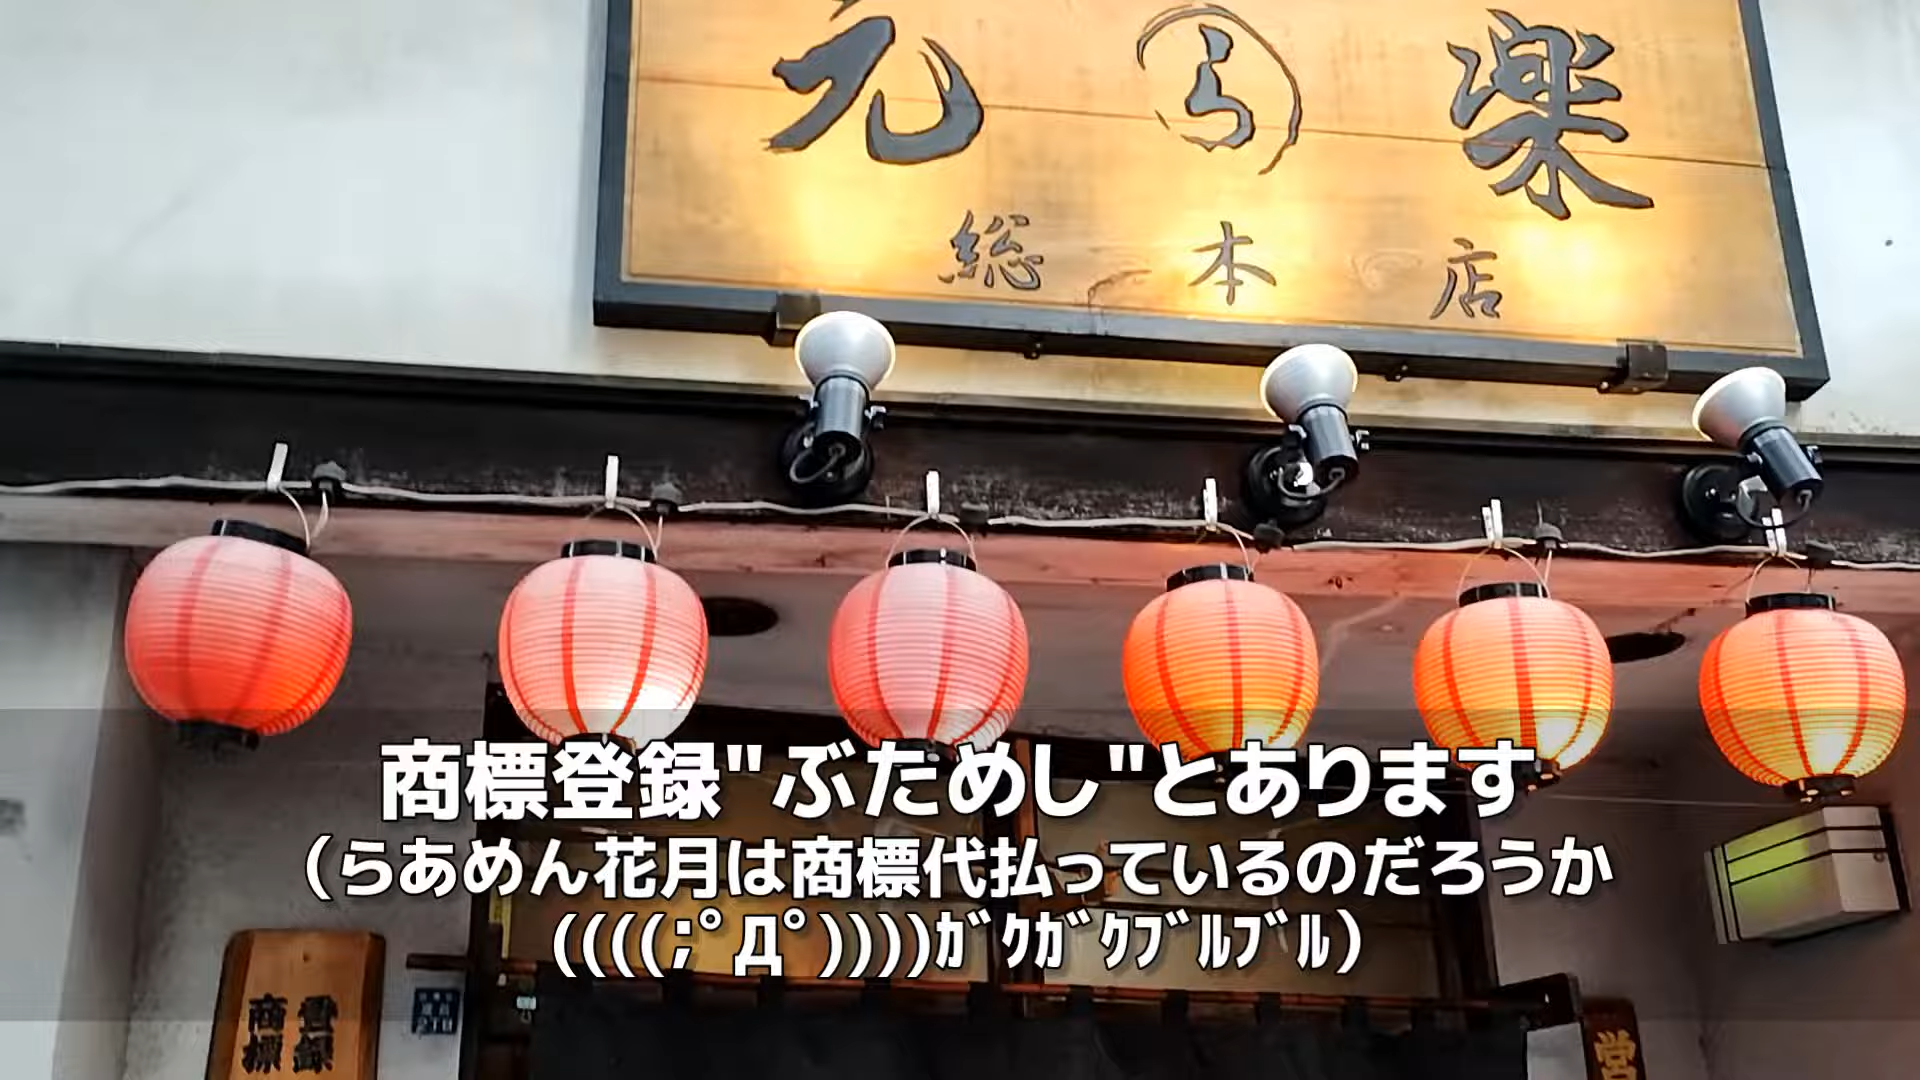 元ら楽
総本店
商標登録"ぶためし"とあります
（らあめん花月は商標代払っているのだろうか
((((;ﾟДﾟ))))ｶﾞｸｶﾞｸﾌﾞﾙﾌﾞﾙ）
登録
商標
営